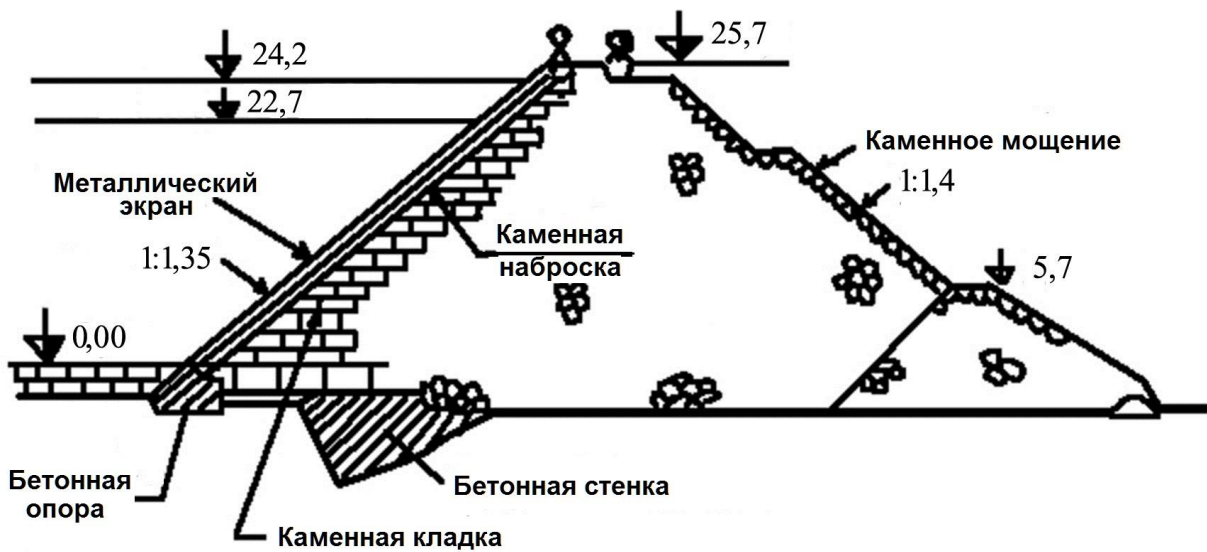 25,7
24,2
22,7
Каменное мощение
1:1,4
Металлический
экран
Каменная
наброска
1:1,35
5,7
0,00
Бетонная
опора
Бетонная стенка
Каменная кладка